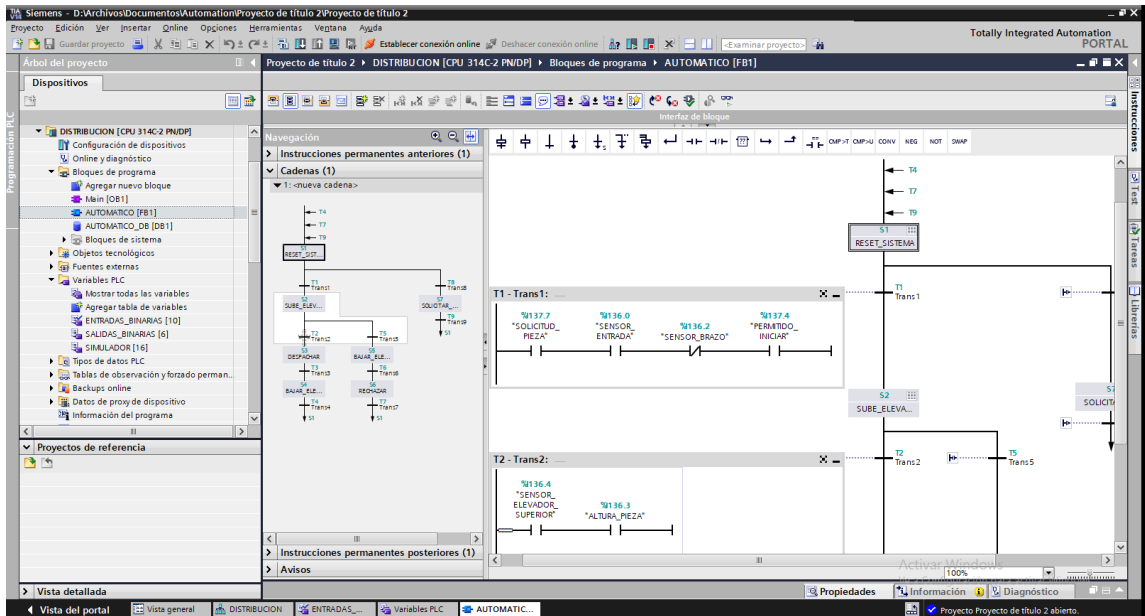 Siemens - D:\Archivos\Documentos\Automation\Proyecto de título 2\Proyecto de título 2
Proyecto Edición Ver Insertar Online Opciones Herramientas Ventana Ayuda
Totally Integrated Automation
PORTAL
Guardar proyecto
Establecer conexión online
Deshacer conexión online
<Examinar proyecto>
Árbol del proyecto
Proyecto de título 2 ▸ DISTRIBUCION [CPU 314C-2 PN/DP] ▸ Bloques de programa ▸ AUTOMATICO [FB1]
Dispositivos
Programación PLC
DISTRIBUCION [CPU 314C-2 PN/DP]
Configuración de dispositivos
Online y diagnóstico
Bloques de programa
Agregar nuevo bloque
Main [OB1]
AUTOMATICO [FB1]
AUTOMATICO_DB [DB1]
Bloques de sistema
Objetos tecnológicos
Fuentes externas
Variables PLC
Mostrar todas las variables
Agregar tabla de variables
ENTRADAS_BINARIAS [10]
SALIDAS_BINARIAS [6]
SIMULADOR [16]
Tipos de datos PLC
Tablas de observación y forzado perman...
Backups online
Datos de proxy de dispositivo
Información del programa
Proyectos de referencia
Vista detallada
Interfaz de bloque
Navegación
Instrucciones permanentes anteriores (1)
Cadenas (1)
1: <nueva cadena>
T4
T7
T9
S1
RESET_SIST...
T1
Trans1
T8
Trans8
S2
SUBE_ELEV...
S7
SOLICITAR_...
T9
Trans9
S1
T2
Trans2
T5
Trans5
S3
DESPACHAR
S5
BAJAR_ELE...
T3
Trans3
T6
Trans6
S4
BAJAR_ELE...
S6
RECHAZAR
T4
Trans4
T7
Trans7
S1
S1
Instrucciones permanentes posteriores (1)
Avisos
CMP>T CMP>U CONV NEG NOT SWAP
T4
T7
T9
S1
RESET_SISTEMA
T1 - Trans1: ...
T1
Trans1
%I137.7
"SOLICITUD_
PIEZA"
%I136.0
"SENSOR_
ENTRADA"
%I136.2
"SENSOR_BRAZO"
%I137.4
"PERMITIDO_
INICIAR"
S2
SUBE_ELEVA...
S7
SOLICITA
T2 - Trans2: ...
T2
Trans2
T5
Trans5
%I136.4
"SENSOR_
ELEVADOR_
SUPERIOR"
%I136.3
"ALTURA_PIEZA"
Activar Windows
100%
Instrucciones
Test
Tareas
Librerías
Propiedades
Información
Diagnóstico
Vista del portal
Vista general
DISTRIBUCION
ENTRADAS_...
Variables PLC
AUTOMATIC...
Proyecto Proyecto de título 2 abierto.